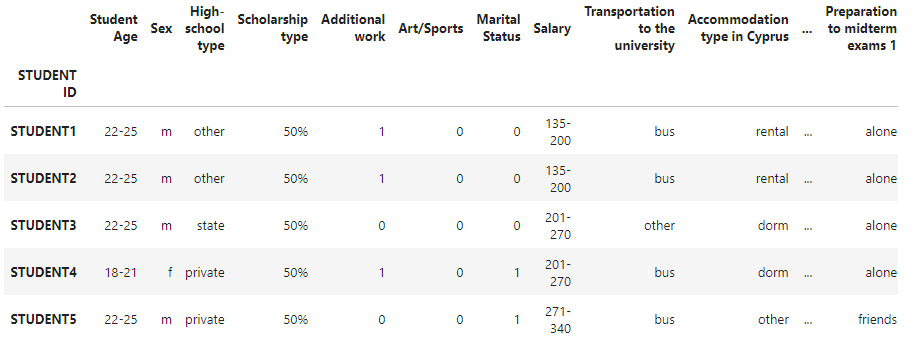 Student Age Sex High-school type Scholarship type Additional work Art/Sports Marital Status Salary Transportation to the university Accommodation type in Cyprus ... Preparation to midterm exams 1
STUDENT ID
STUDENT1 22-25 m other 50% 1 0 0 135-200 bus rental ... alone
STUDENT2 22-25 m other 50% 1 0 0 135-200 bus rental ... alone
STUDENT3 22-25 m state 50% 0 0 0 201-270 other dorm ... alone
STUDENT4 18-21 f private 50% 1 0 1 201-270 bus dorm ... alone
STUDENT5 22-25 m private 50% 0 0 1 271-340 bus other ... friends